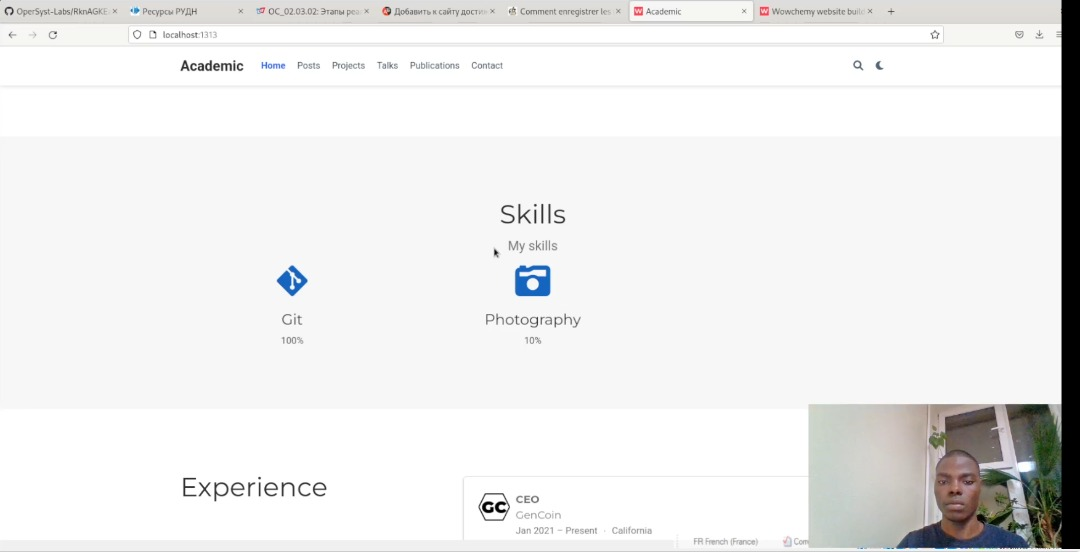 OperSyst-Labs/RknAGKE
Ресурсы РУДН
ОС_02.03.02: Этапы реа
Добавить к сайту дости
Comment enregistrer les
Academic
Wowchemy website buil
localhost:1313
Academic
Home Posts Projects Talks Publications Contact
Skills
My skills
Git
100%
Photography
10%
Experience
GC
CEO
GenCoin
Jan 2021 – Present · California
FR French (France)